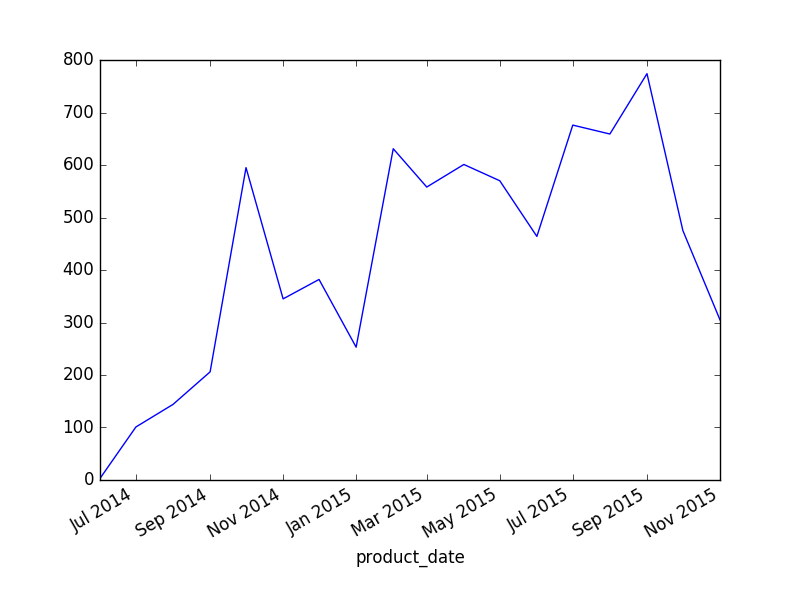 800
700
600
500
400
300
200
100
0
Jul 2014
Sep 2014
Nov 2014
Jan 2015
Mar 2015
May 2015
Jul 2015
Sep 2015
Nov 2015
product_date